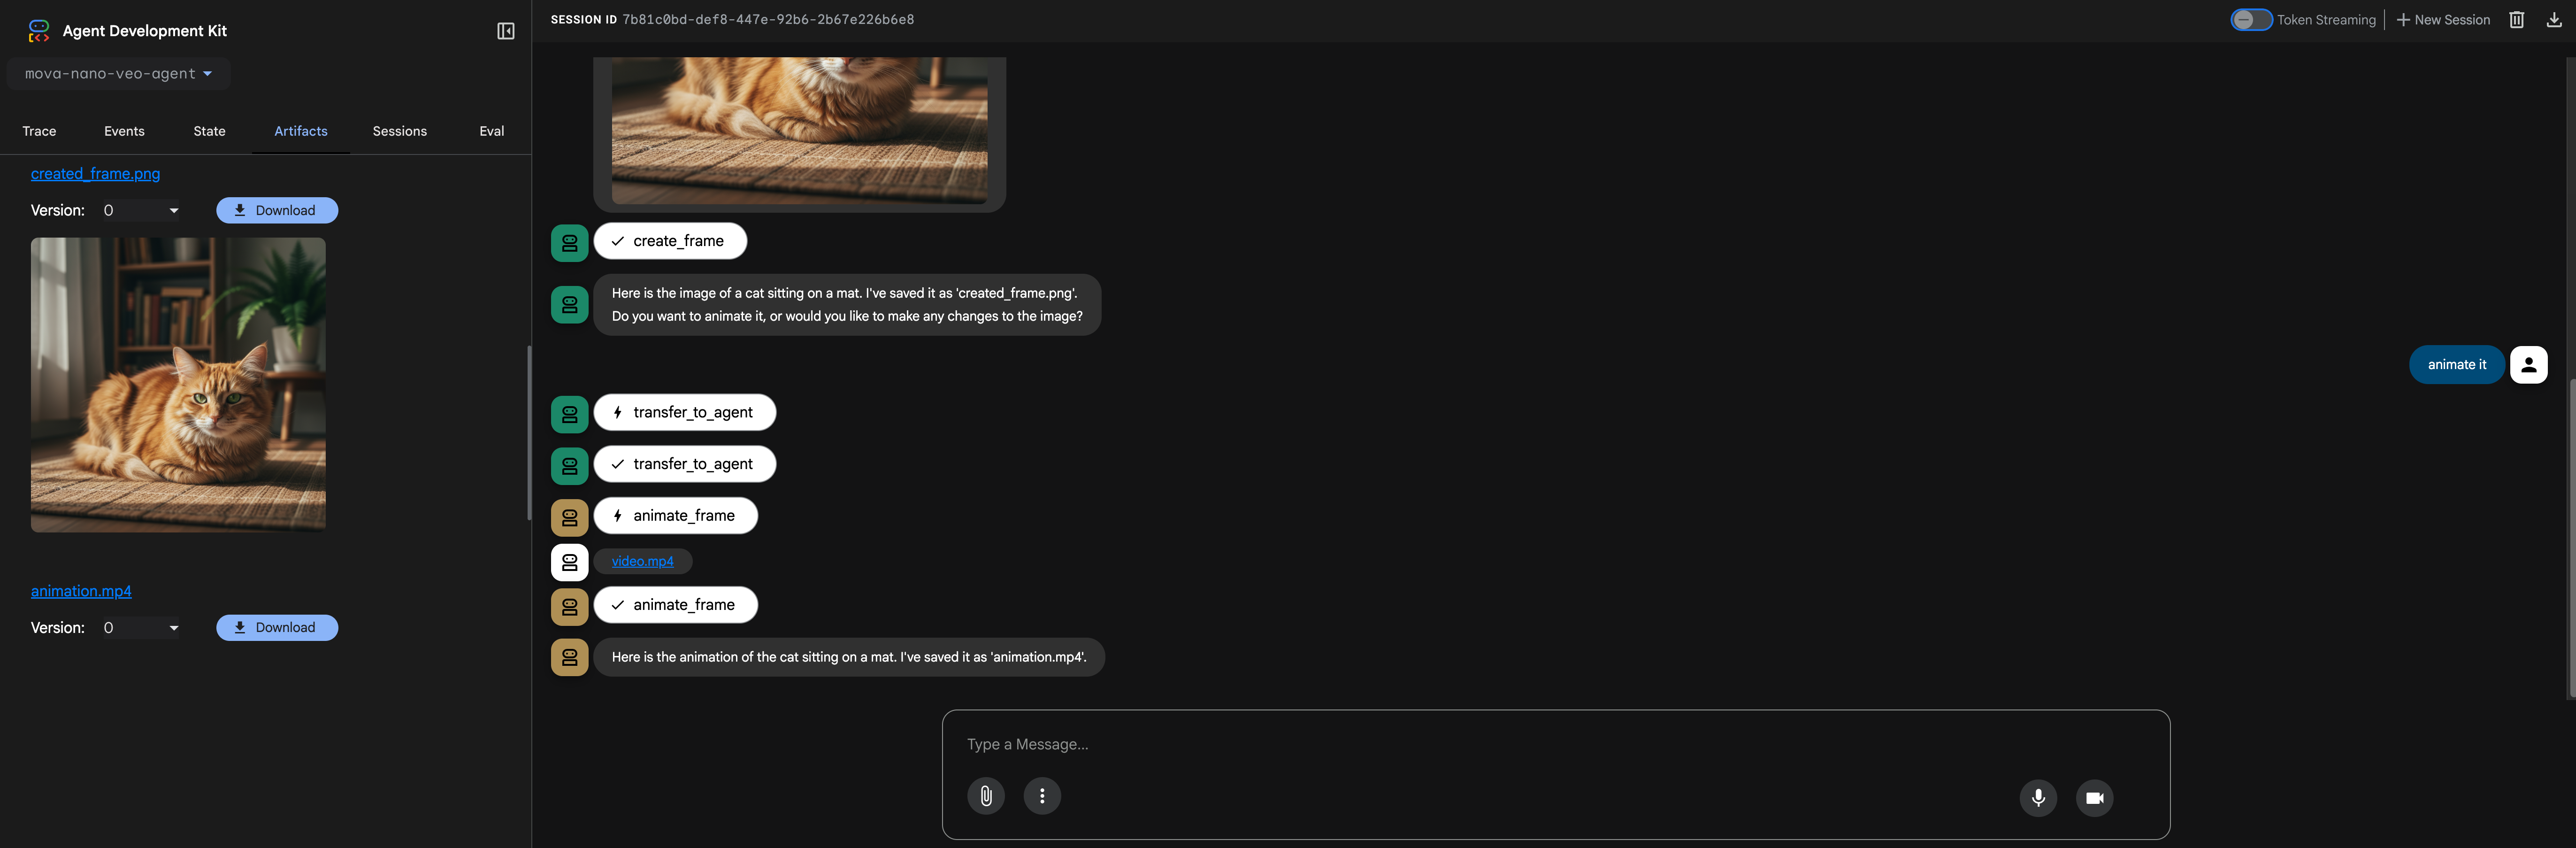 Agent Development Kit
mova-nano-veo-agent
Trace Events State Artifacts Sessions Eval
created_frame.png
Version: 0 Download
animation.mp4
Version: 0 Download
SESSION ID 7b81c0bd-def8-447e-92b6-2b67e226b6e8
Token Streaming New Session
create_frame
Here is the image of a cat sitting on a mat. I've saved it as 'created_frame.png'.
Do you want to animate it, or would you like to make any changes to the image?
animate it
transfer_to_agent
transfer_to_agent
animate_frame
video.mp4
animate_frame
Here is the animation of the cat sitting on a mat. I've saved it as 'animation.mp4'.
Type a Message...